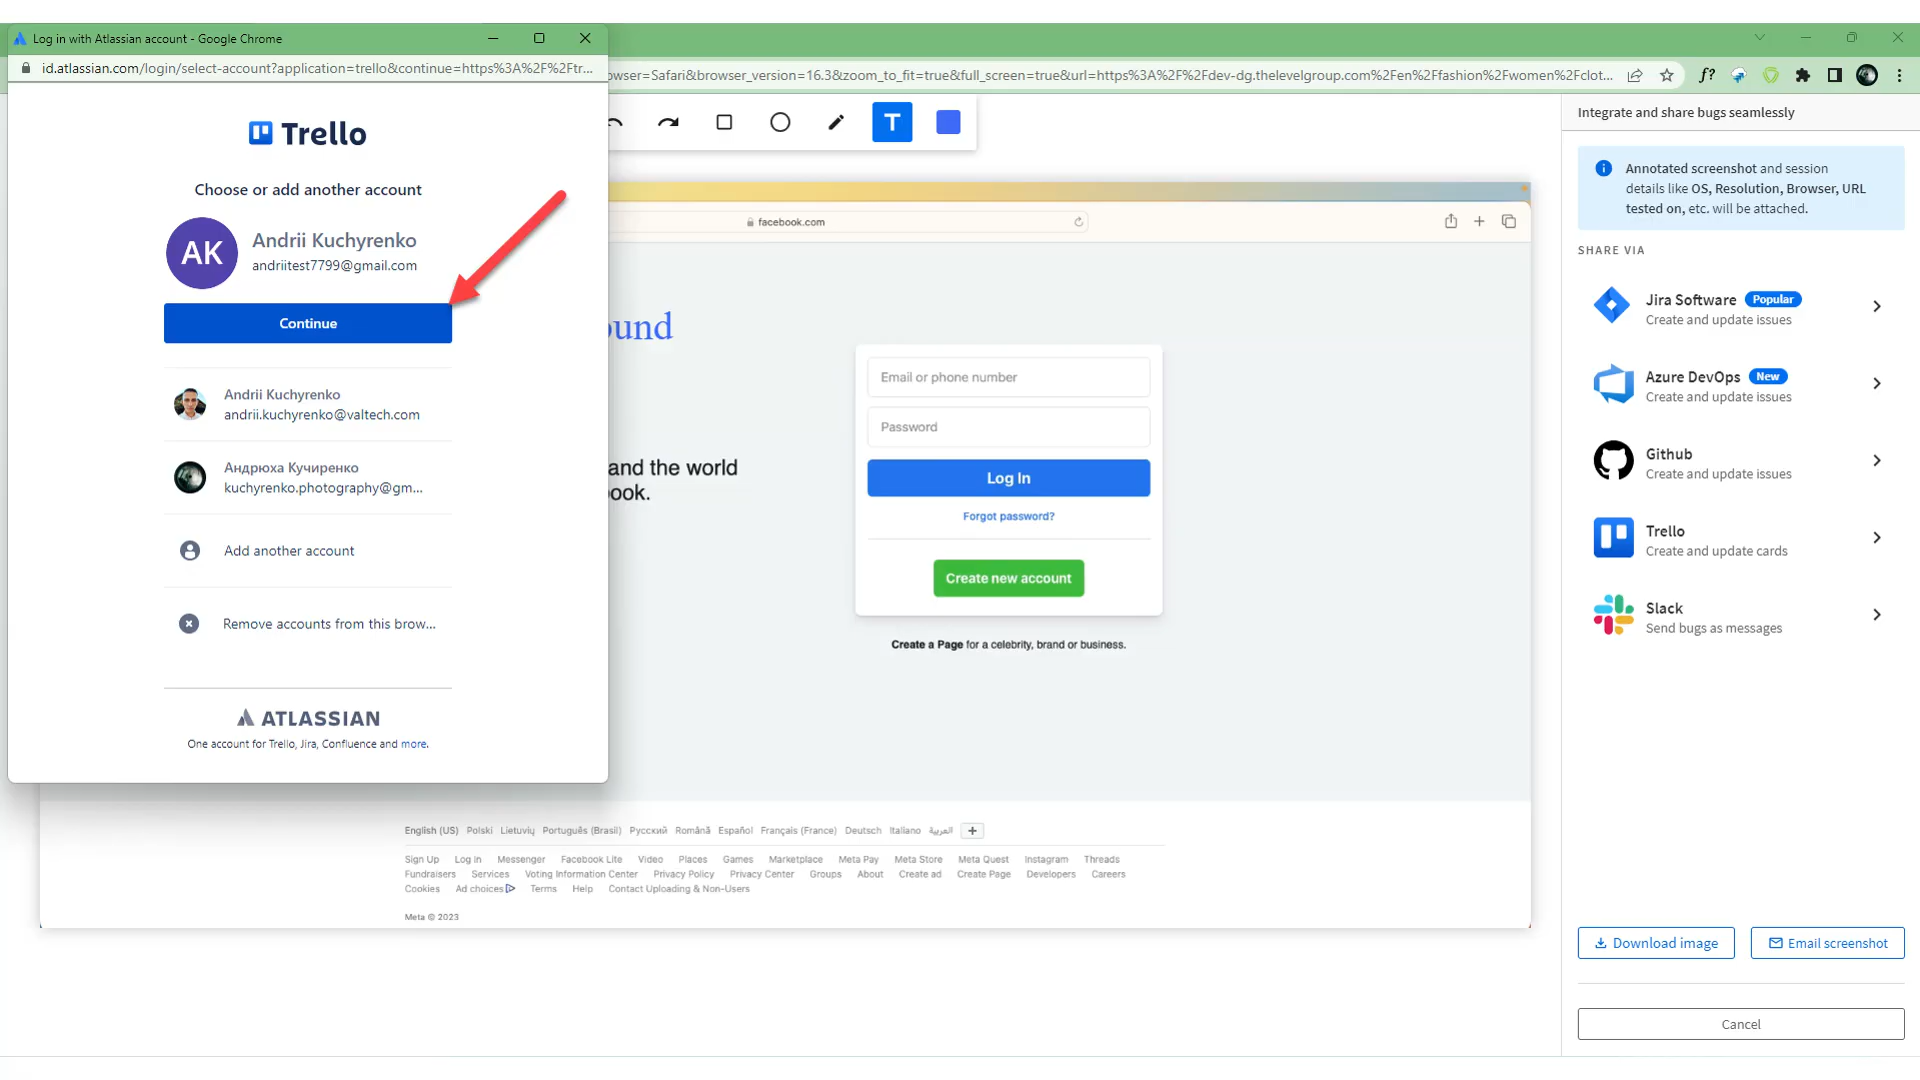 Log in with Atlassian account - Google Chrome
id.atlassian.com/login/select-account?application=trello&continue=https%3A%2F%2Ftr...
owser=Safari&browser_version=16.3&zoom_to_fit=true&full_screen=true&url=https%3A%2F%2Fdev-dg.thelevelgroup.com%2Fen%2Ffashion%2Fwomen%2Fclot...
f?
Trello
Choose or add another account
AK
Andrii Kuchyrenko
andriitest7799@gmail.com
Continue
Andrii Kuchyrenko
andrii.kuchyrenko@valtech.com
Андрюха Кучиренко
kuchyrenko.photography@gm...
Add another account
Remove accounts from this brow...
ATLASSIAN
One account for Trello, Jira, Confluence and more.
T
facebook.com
ound
and the world
ook.
Email or phone number
Password
Log In
Forgot password?
Create new account
Create a Page for a celebrity, brand or business.
English (US) Polski Lietuvių Português (Brasil) Русский Română Español Français (France) Deutsch Italiano العربية +
Sign Up Log in Messenger Facebook Lite Video Places Games Marketplace Meta Pay Meta Store Meta Quest Instagram Threads
Fundraisers Services Voting Information Center Privacy Policy Privacy Center Groups About Create ad Create Page Developers Careers
Cookies Ad choices Terms Help Contact Uploading & Non-Users
Meta © 2023
Integrate and share bugs seamlessly
Annotated screenshot and session
details like OS, Resolution, Browser, URL
tested on, etc. will be attached.
SHARE VIA
Jira Software Popular
Create and update issues
Azure DevOps New
Create and update issues
Github
Create and update issues
Trello
Create and update cards
Slack
Send bugs as messages
Download image
Email screenshot
Cancel